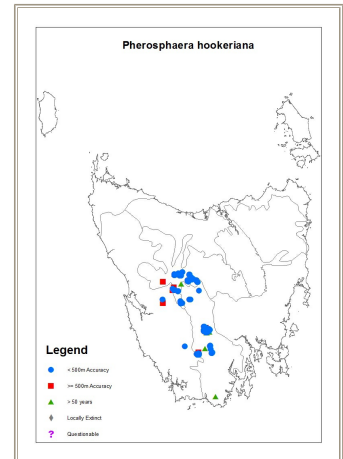 Pherosphaera hookeriana
Legend
< 500m Accuracy
>= 500m Accuracy
> 50 years
Locally Extinct
? Questionable